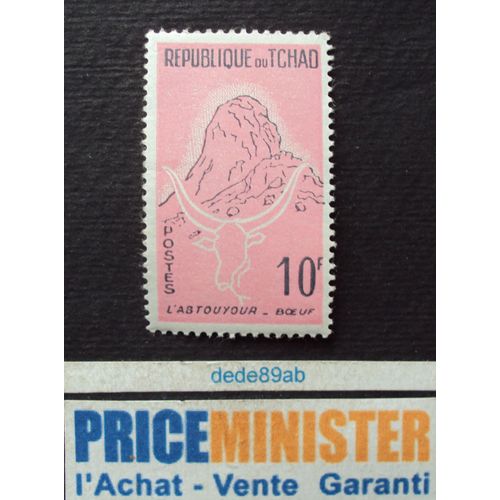 REPUBLIQUE DU TCHAD
POSTES
10F
L'ABTOUYOUR - BŒUF
dede89ab
PRICEMINISTER
l'Achat - Vente Garanti